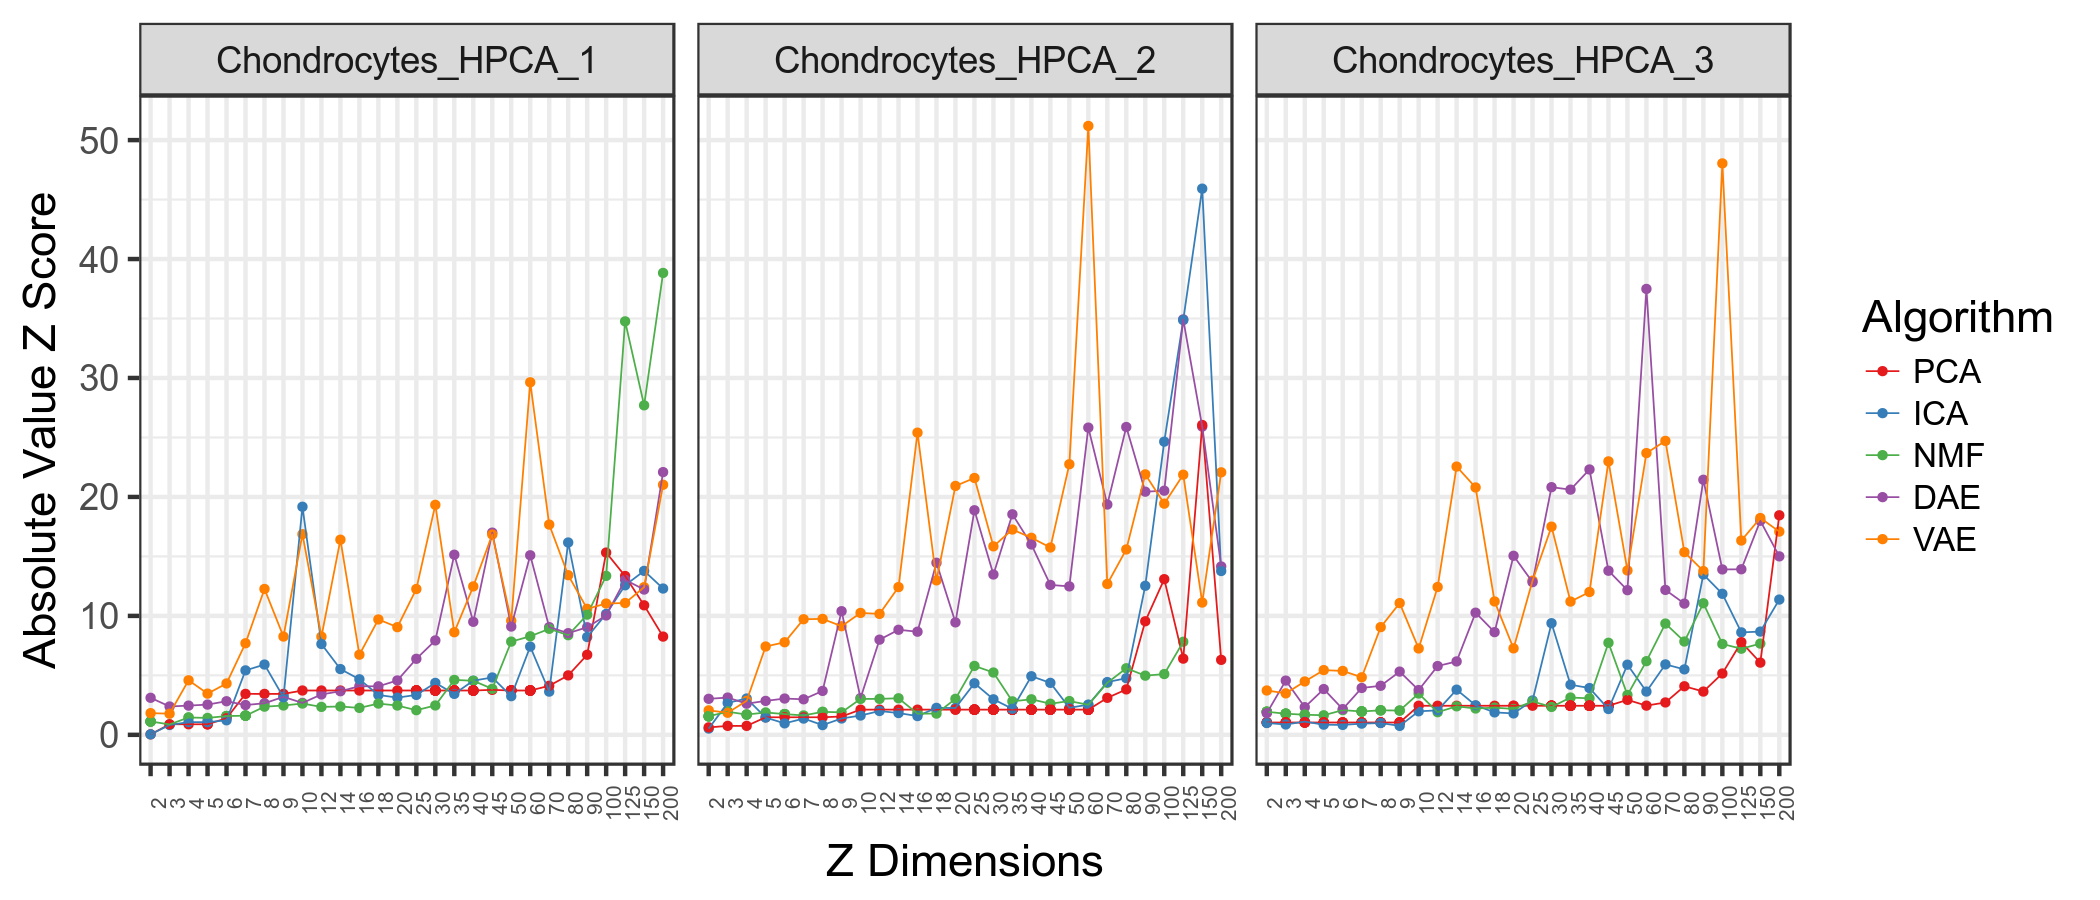 Chondrocytes_HPCA_1 Chondrocytes_HPCA_2 Chondrocytes_HPCA_3
Absolute Value Z Score
50
40
30
20
10
0
2 3 4 5 6 7 8 9 10 12 14 16 18 20 25 30 35 40 45 50 60 70 80 90 100 125 150 200
2 3 4 5 6 7 8 9 10 12 14 16 18 20 25 30 35 40 45 50 60 70 80 90 100 125 150 200
2 3 4 5 6 7 8 9 10 12 14 16 18 20 25 30 35 40 45 50 60 70 80 90 100 125 150 200
Z Dimensions
Algorithm
PCA
ICA
NMF
DAE
VAE